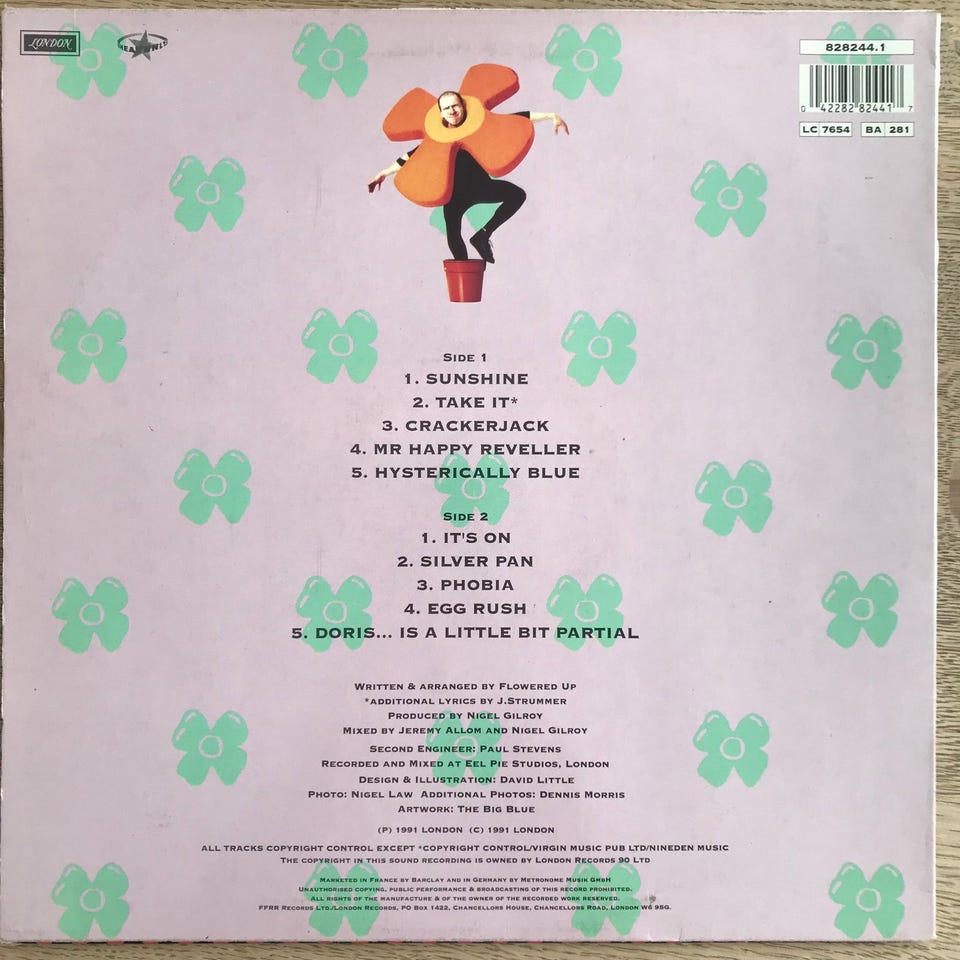 LONDON
HEAVENLY
828244.1
0 42282 82441 7
LC 7654 BA 281
SIDE 1
1. SUNSHINE
2. TAKE IT*
3. CRACKERJACK
4. MR HAPPY REVELLER
5. HYSTERICALLY BLUE
SIDE 2
1. IT'S ON
2. SILVER PAN
3. PHOBIA
4. EGG RUSH
5. DORIS... IS A LITTLE BIT PARTIAL
WRITTEN & ARRANGED BY FLOWERED UP
*ADDITIONAL LYRICS BY J.STRUMMER
PRODUCED BY NIGEL GILROY
MIXED BY JEREMY ALLOM AND NIGEL GILROY
SECOND ENGINEER: PAUL STEVENS
RECORDED AND MIXED AT EEL PIE STUDIOS, LONDON
DESIGN & ILLUSTRATION: DAVID LITTLE
PHOTO: NIGEL LAW ADDITIONAL PHOTOS: DENNIS MORRIS
ARTWORK: THE BIG BLUE
(P) 1991 LONDON (C) 1991 LONDON
ALL TRACKS COPYRIGHT CONTROL EXCEPT *COPYRIGHT CONTROL/VIRGIN MUSIC PUB LTD/NINEDEN MUSIC
THE COPYRIGHT IN THIS SOUND RECORDING IS OWNED BY LONDON RECORDS 90 LTD
MARKETED IN FRANCE BY BARCLAY AND IN GERMANY BY METRONOME MUSIK GMBH
UNAUTHORISED COPYING, PUBLIC PERFORMANCE & BROADCASTING OF THIS RECORD PROHIBITED.
ALL RIGHTS OF THE MANUFACTURE & OF THE OWNER OF THE RECORDED WORK RESERVED.
FFRR RECORDS LTD./LONDON RECORDS, PO BOX 1422, CHANCELLORS HOUSE, CHANCELLORS ROAD, LONDON W6 9SG.